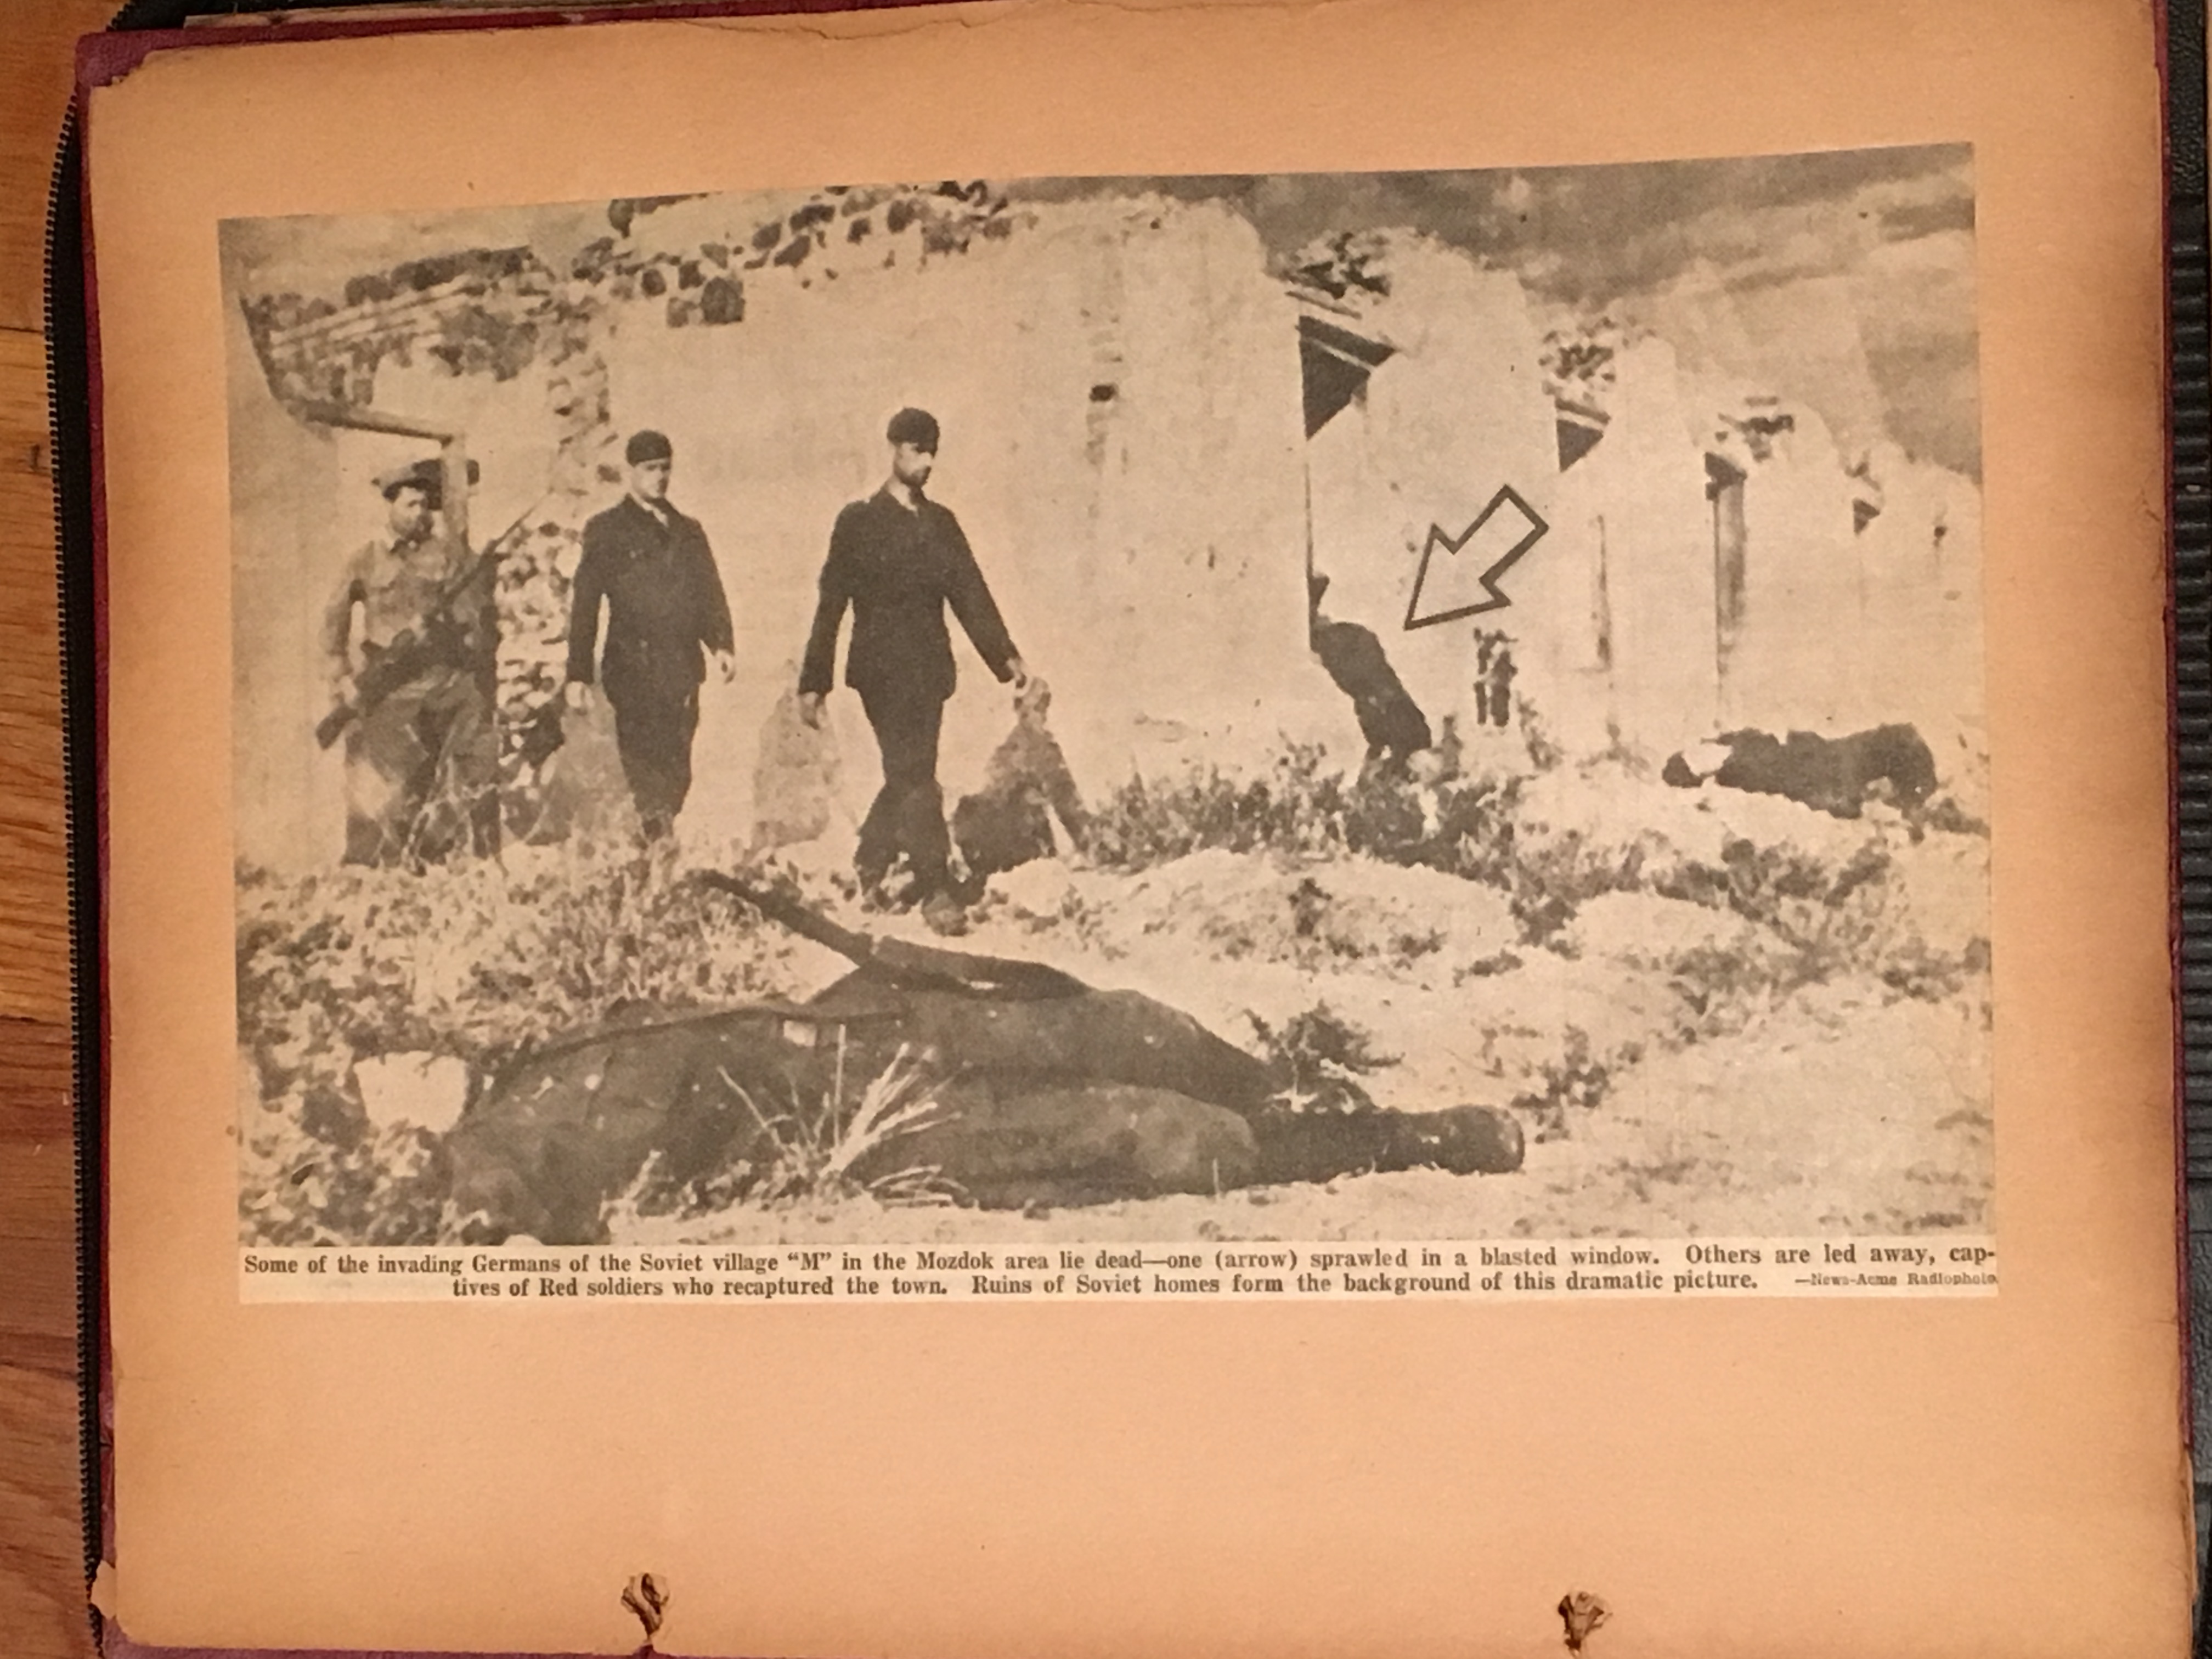 Some of the invading Germans of the Soviet village “M” in the Mozdok area lie dead—one (arrow) sprawled in a blasted window. Others are led away, cap-
tives of Red soldiers who recaptured the town. Ruins of Soviet homes form the background of this dramatic picture. —News-Acme Radiophoto